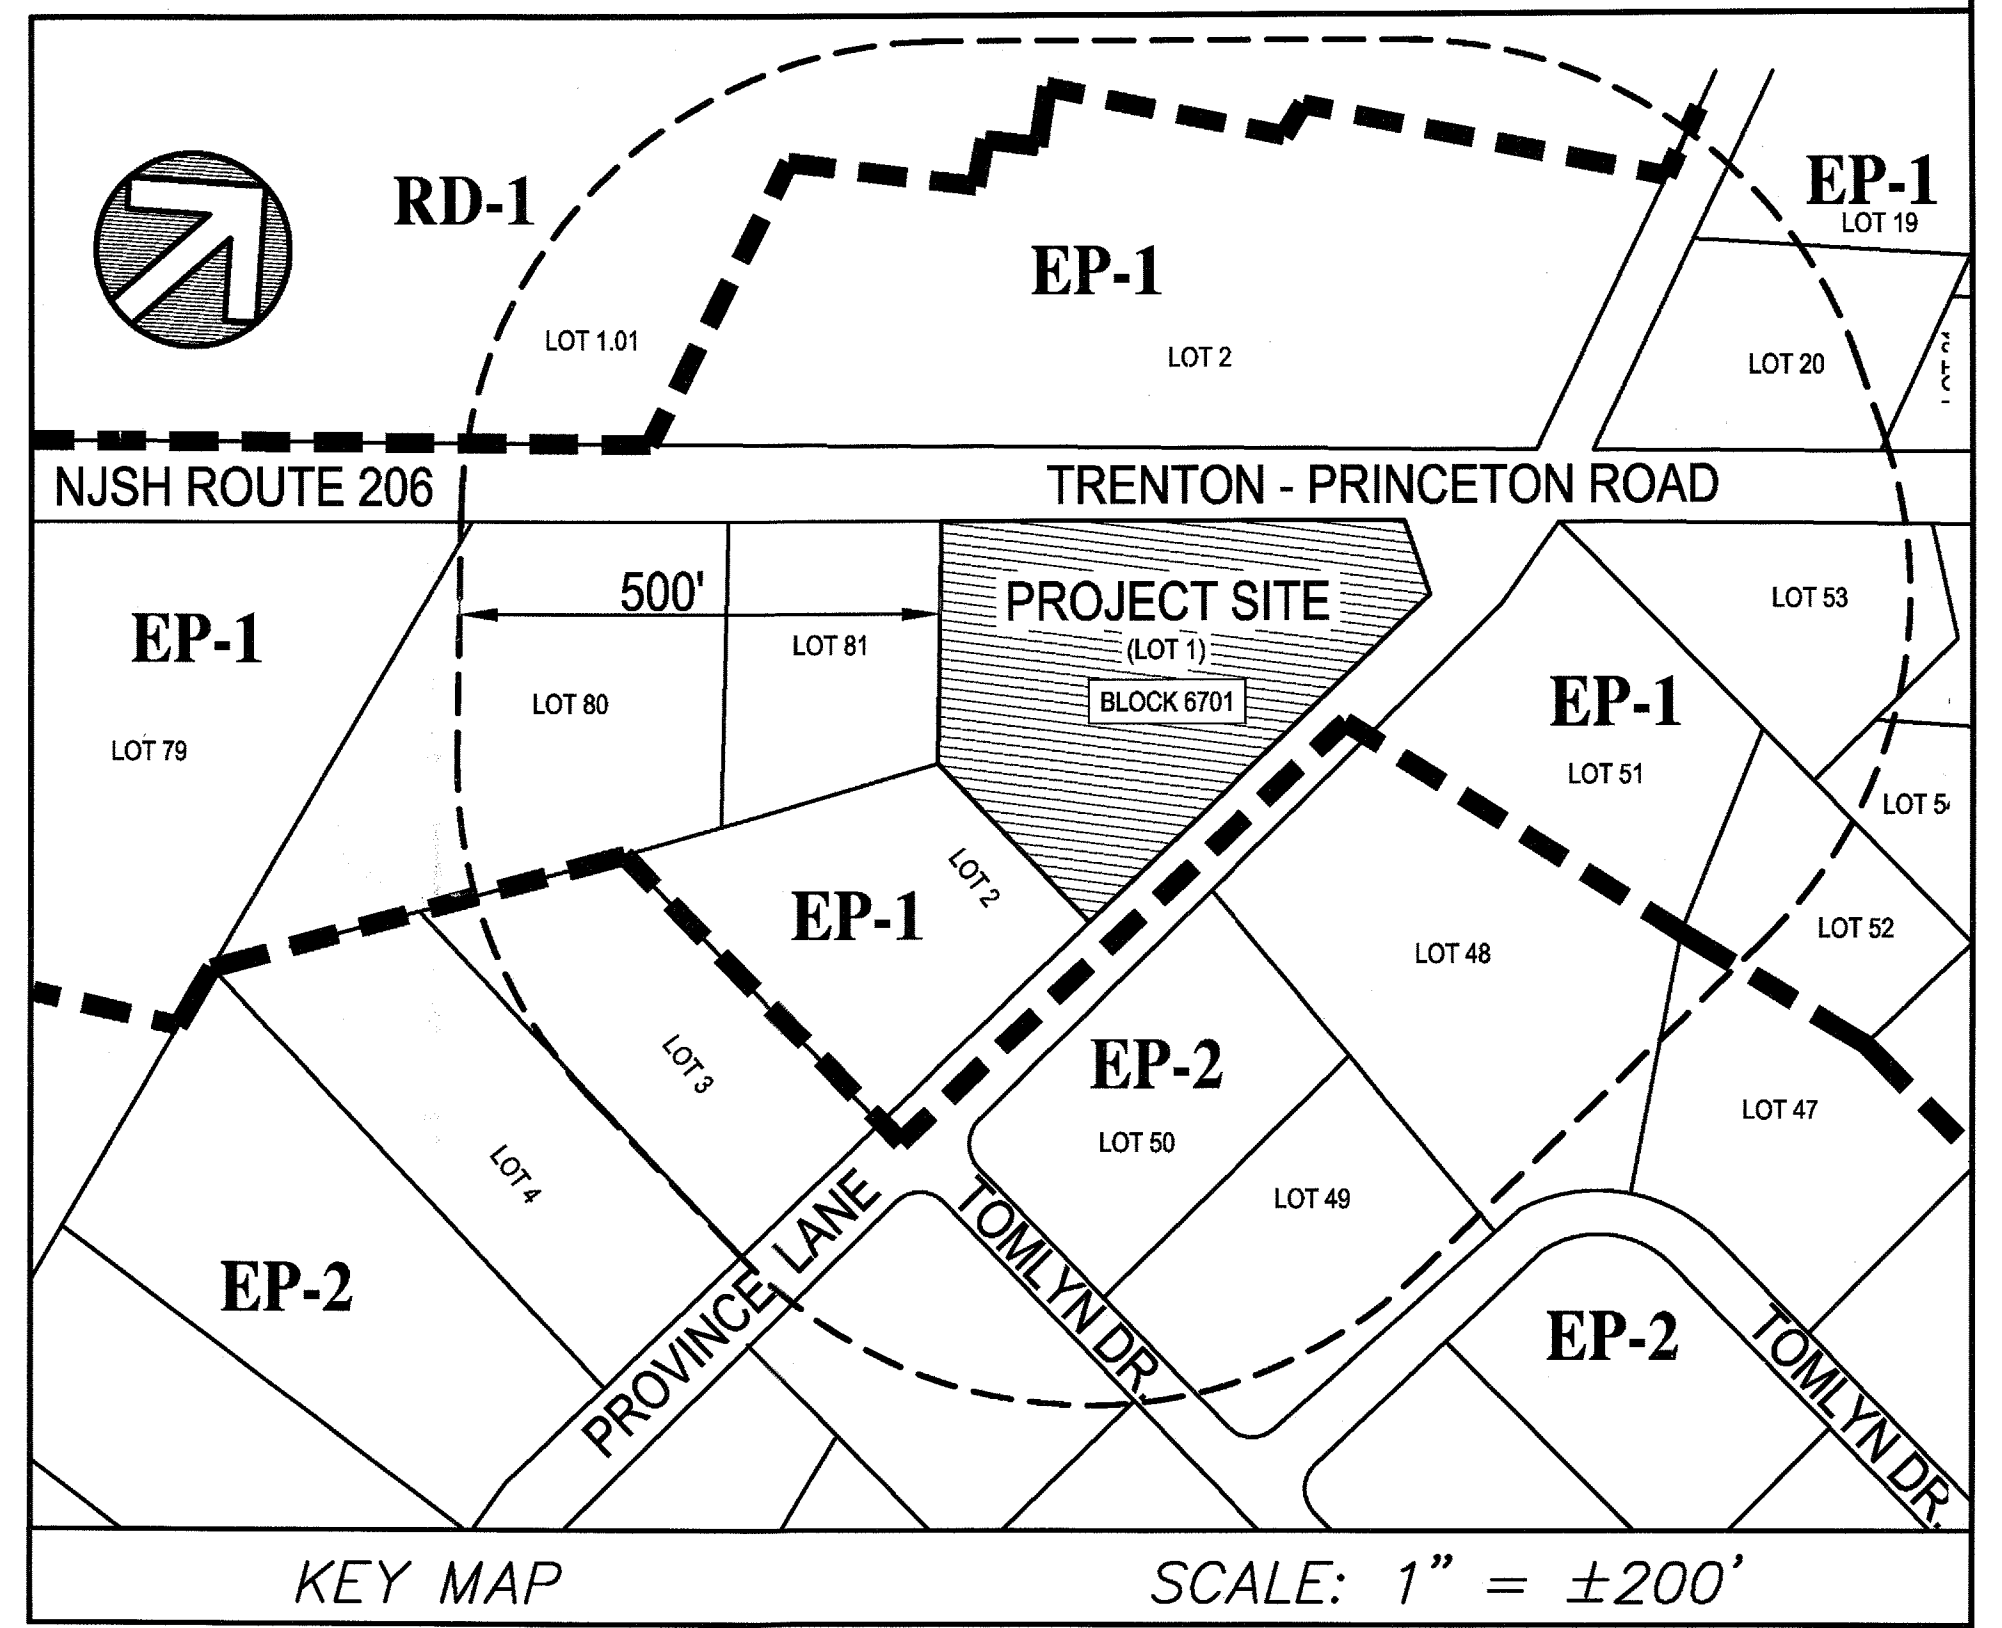 RD-1
EP-1
LOT 19
EP-1
LOT 1.01
LOT 2
LOT 20
NJSH ROUTE 206
TRENTON - PRINCETON ROAD
500'
PROJECT SITE
(LOT 1)
BLOCK 6701
LOT 53
EP-1
LOT 81
LOT 80
LOT 79
EP-1
LOT 51
LOT 2
EP-1
LOT 52
LOT 48
LOT 3
EP-2
LOT 50
LOT 47
LOT 4
LOT 49
EP-2
PROVINCE LANE
TOMLYN DR.
EP-2
TOMLYN DR.
KEY MAP
SCALE: 1" = ±200'